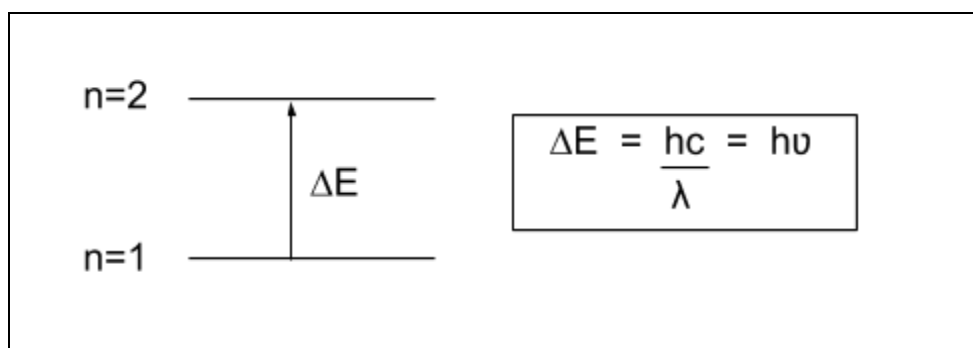 n=2
ΔE = hc = hυ
λ
ΔE
n=1